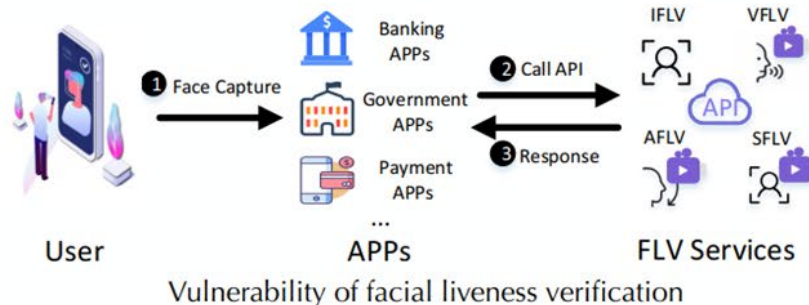 1 Face Capture
User
Banking
APPs
Government
APPs
Payment
APPs
...
APPs
2 Call API
3 Response
IFLV
VFLV
API
AFLV
SFLV
FLV Services
Vulnerability of facial liveness verification